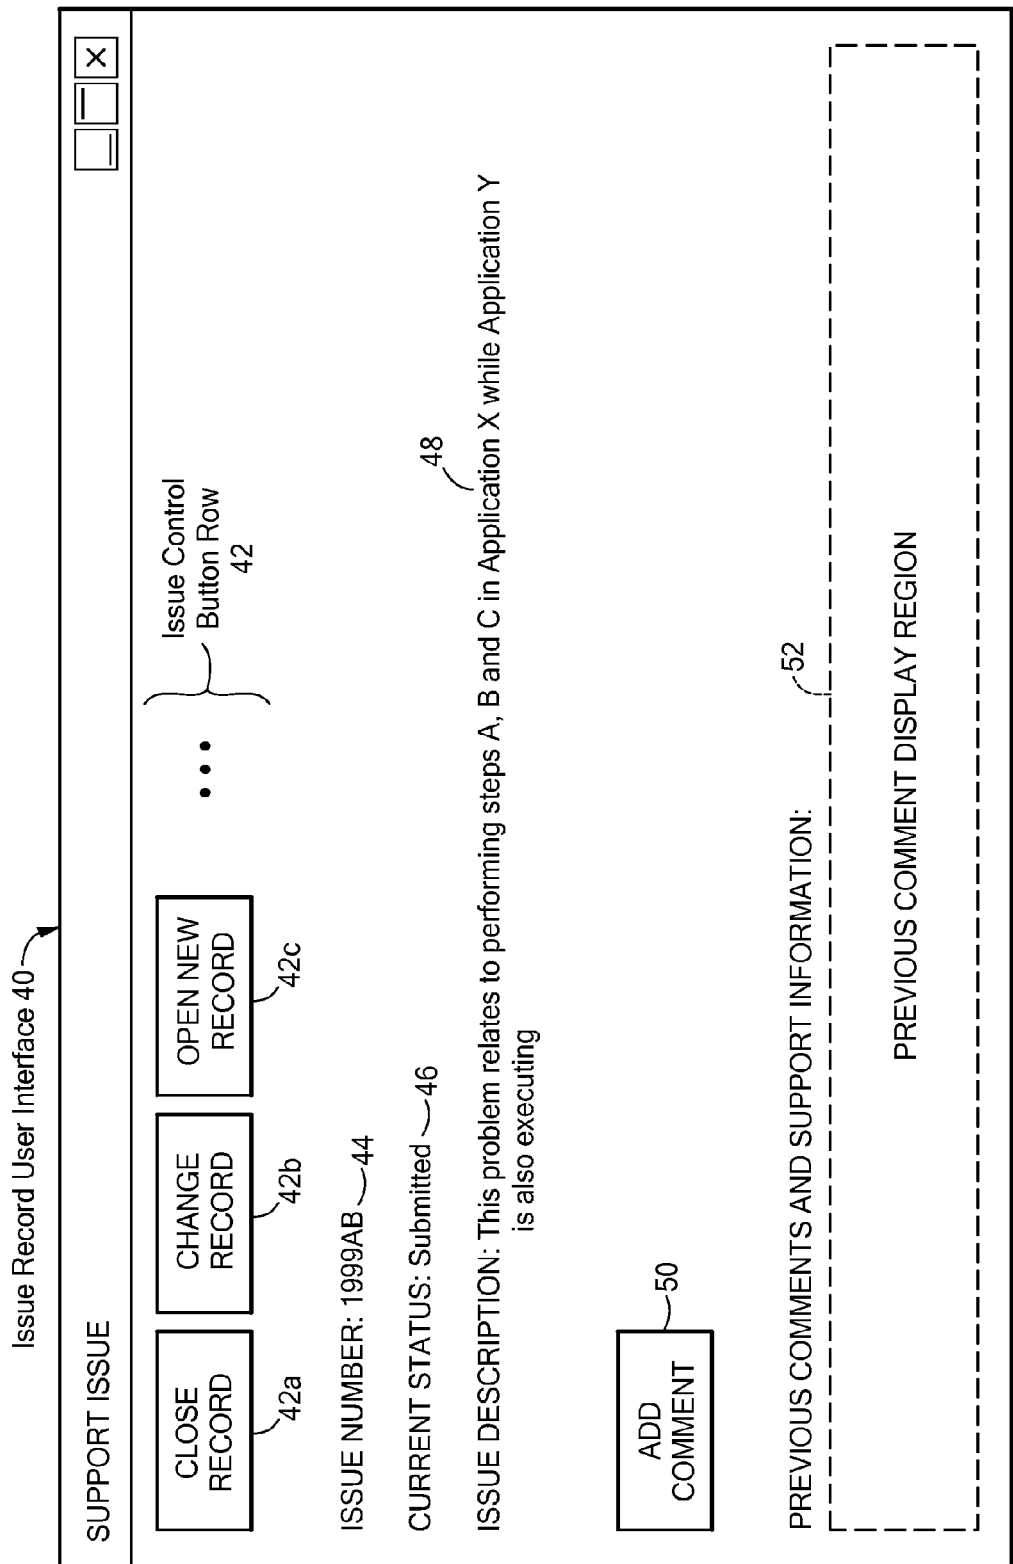 Issue Record User Interface 40
SUPPORT ISSUE
X
CLOSE
RECORD
42a
CHANGE
RECORD
42b
OPEN NEW
RECORD
42c
•••
Issue Control
Button Row
42
ISSUE NUMBER: 1999AB 44
CURRENT STATUS: Submitted 46
48
ISSUE DESCRIPTION: This problem relates to performing steps A, B and C in Application X while Application Y
is also executing
ADD
COMMENT
50
PREVIOUS COMMENTS AND SUPPORT INFORMATION:
52
PREVIOUS COMMENT DISPLAY REGION